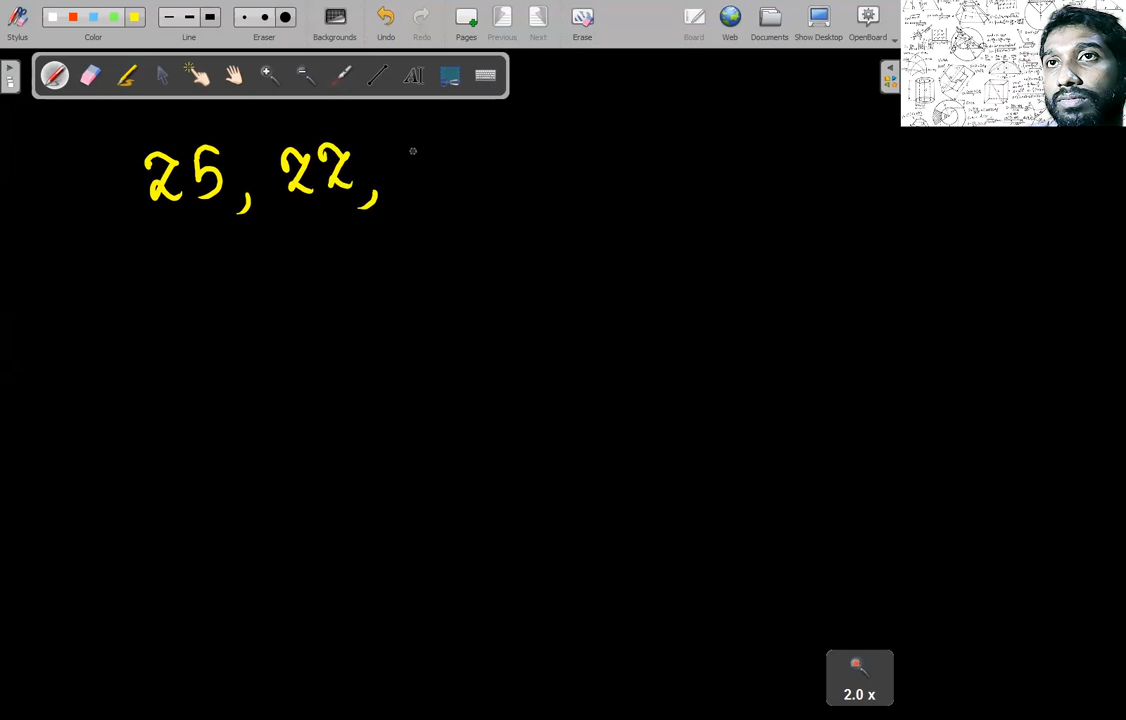 Stylus Color Line Eraser Backgrounds Undo Redo Pages Previous Next Erase Board Web Documents Show Desktop OpenBoard
25, 22,
2.0 x